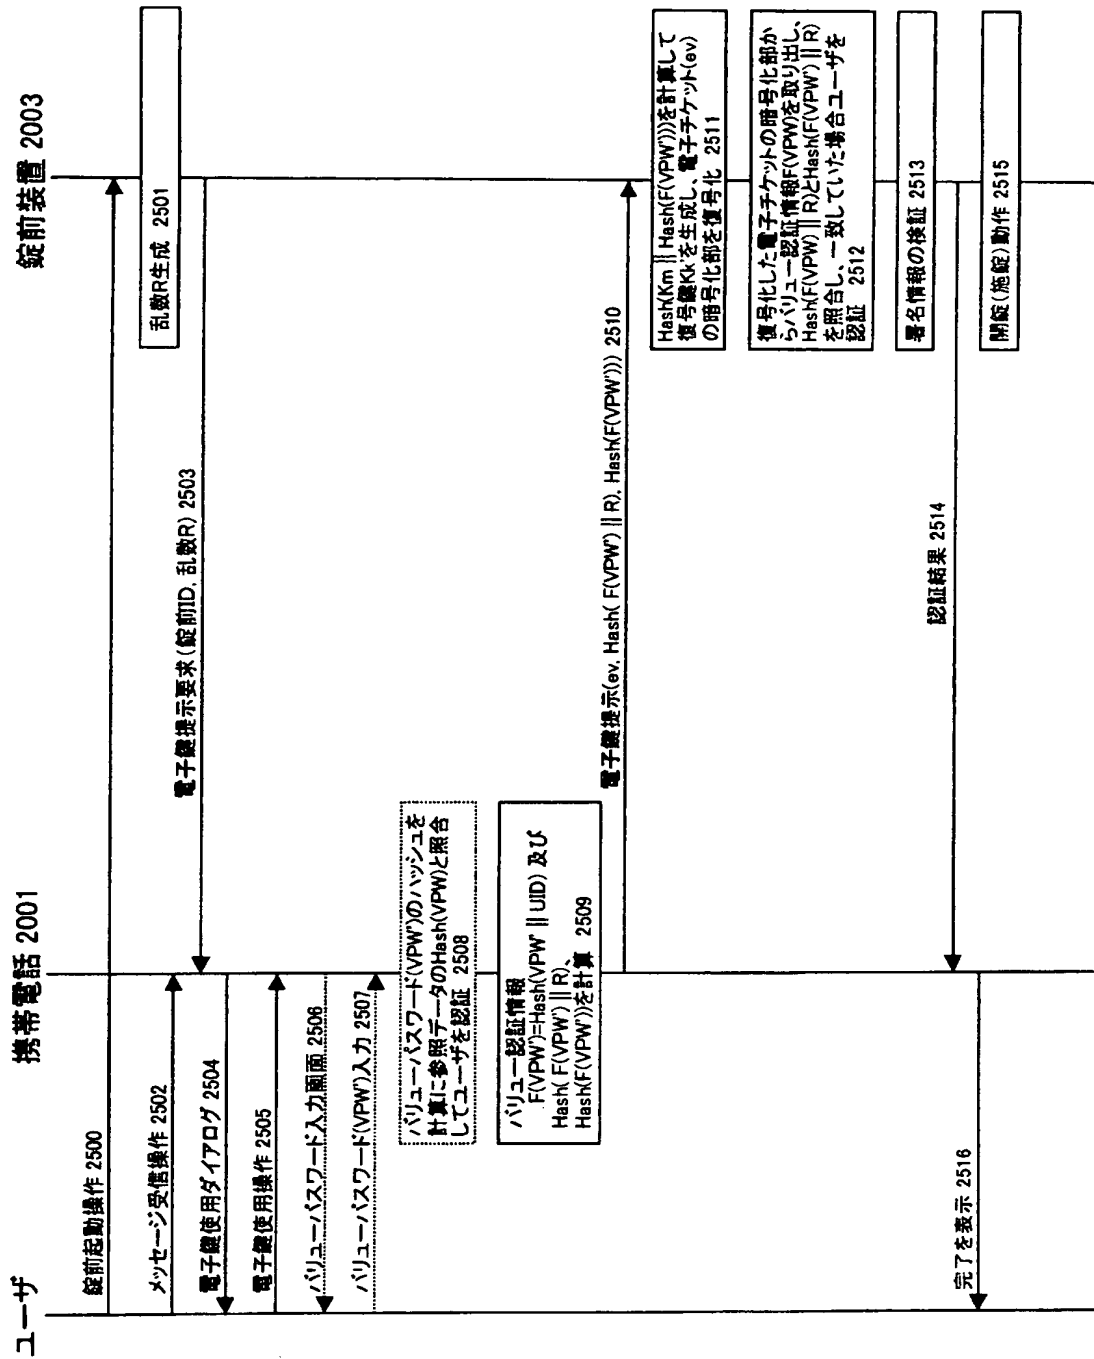 ユーザ
携帯電話 2001
錠前装置 2003
錠前起動操作 2500
乱数R生成 2501
メッセージ受信操作 2502
電子鍵提示要求(錠前ID, 乱数R) 2503
電子鍵使用ダイアログ 2504
電子鍵使用操作 2505
バリューパスワード入力画面 2506
バリューパスワード(VPW')入力 2507
バリューパスワード(VPW')のハッシュを
計算に参照データのHash(VPW)と照合
してユーザを認証 2508
バリュー認証情報
F(VPW')=Hash(VPW' || UID) 及び
Hash( F(VPW') || R)、
Hash(F(VPW'))を計算 2509
電子鍵提示(ev, Hash( F(VPW') || R), Hash(F(VPW'))) 2510
Hash(Km || Hash(F(VPW')))を計算して
復号鍵Kk'を生成し、電子チケット(ev)
の暗号化部を復号化 2511
復号化した電子チケットの暗号化部か
らバリュー認証情報F(VPW)を取り出し、
Hash(F(VPW) || R)とHash(F(VPW') || R)
を照合し、一致していた場合ユーザを
認証 2512
署名情報の検証 2513
認証結果 2514
開錠(施錠)動作 2515
完了を表示 2516